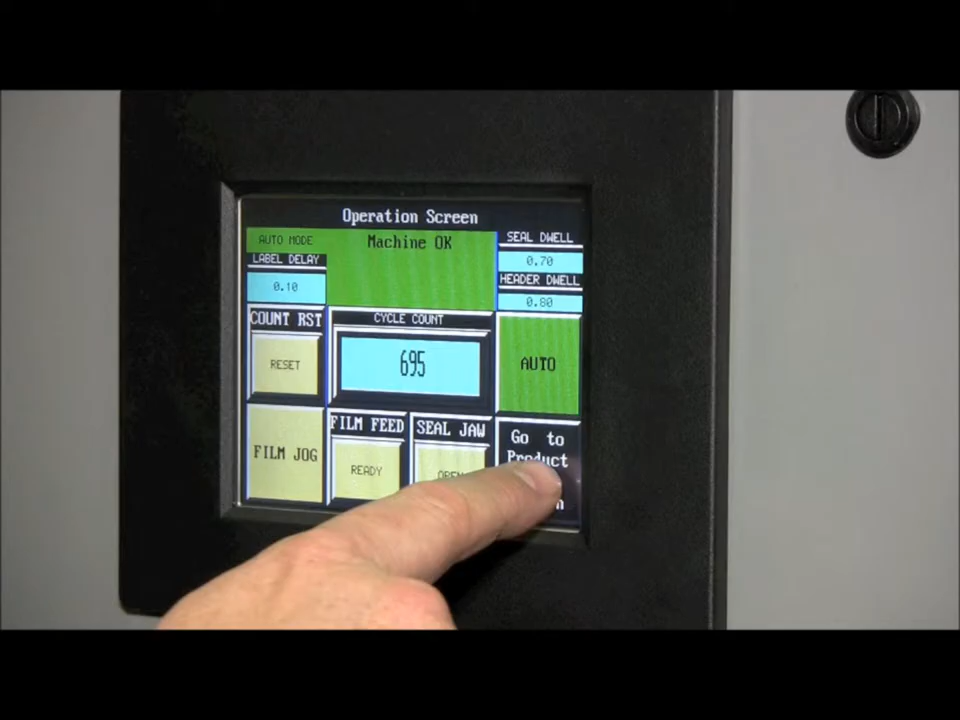 Operation Screen
AUTO MODE
Machine OK
SEAL DWELL
0.70
LABEL DELAY
0.10
HEADER DWELL
0.80
COUNT RST
CYCLE COUNT
RESET
695
AUTO
FILM JOG
FILM FEED
READY
SEAL JAW
OPEN
Go to
Product